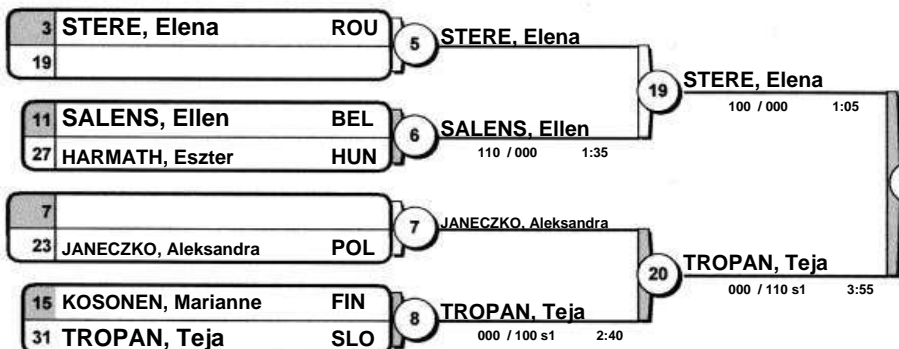 3 STERE, Elena ROU
19
5 STERE, Elena
11 SALENS, Ellen BEL
27 HARMATH, Eszter HUN
6 SALENS, Ellen
110 / 000 1:35
19 STERE, Elena
100 / 000 1:05
7
23 JANECZKO, Aleksandra POL
7 JANECZKO, Aleksandra
15 KOSONEN, Marianne FIN
31 TROPAN, Teja SLO
8 TROPAN, Teja
000 / 100 s1 2:40
20 TROPAN, Teja
000 / 110 s1 3:55